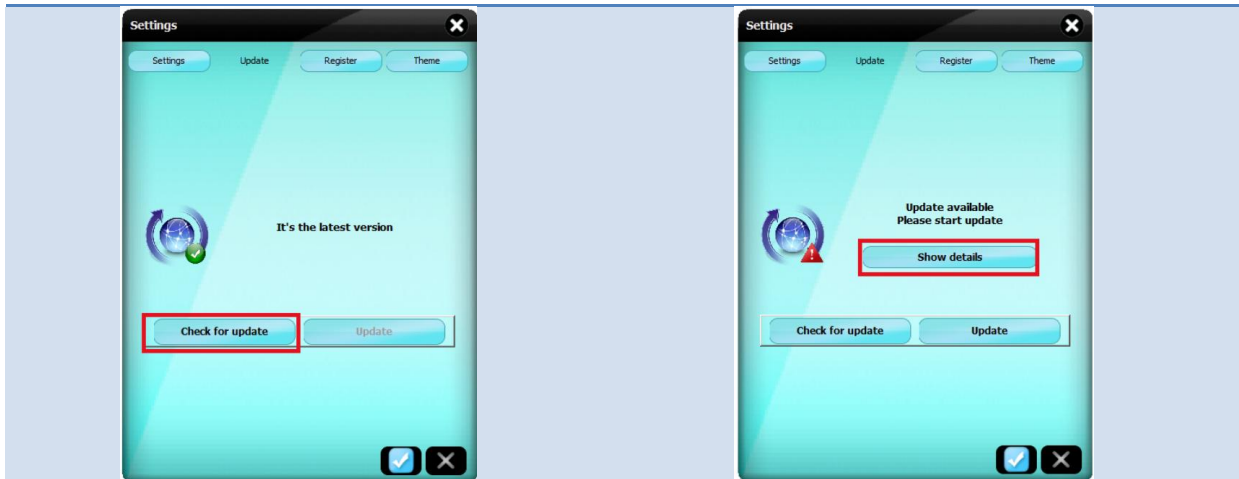 Settings
Settings Update Register Theme
It's the latest version
Check for update Update
Settings
Settings Update Register Theme
Update available
Please start update
Show details
Check for update Update